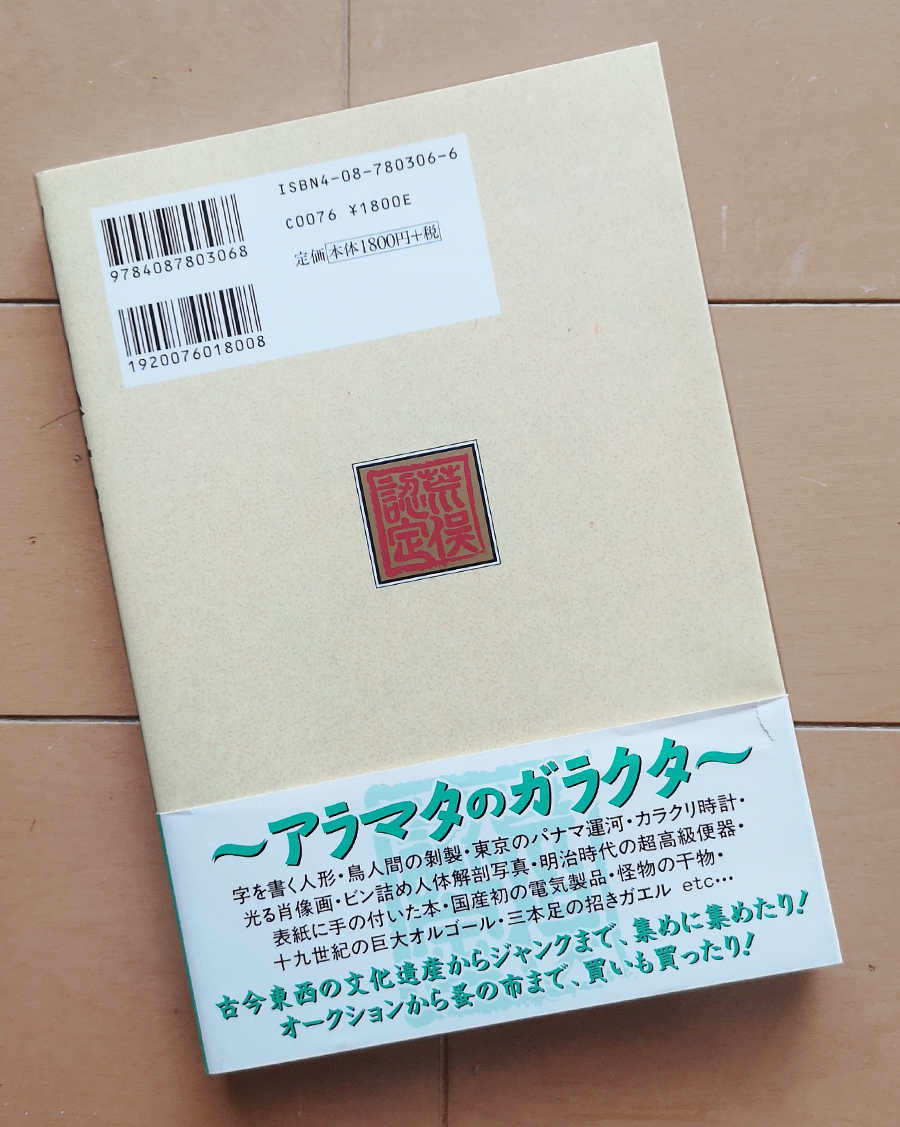 ISBN4-08-780306-6
C0076 ¥1800E
定価 本体1800円+税
9784087803068
1920076018008
荒俣
認定
〜アラマタのガラクタ〜
字を書く人形・鳥人間の剝製・東京のパナマ運河・カラクリ時計・
光る肖像画・ビン詰め人体解剖写真・明治時代の超高級便器・
表紙に手の付いた本・国産初の電気製品・怪物の干物・
十九世紀の巨大オルゴール・三本足の招きガエル etc…
古今東西の文化遺産からジャンクまで、集めに集めたり!
オークションから蚤の市まで、買いも買ったり!